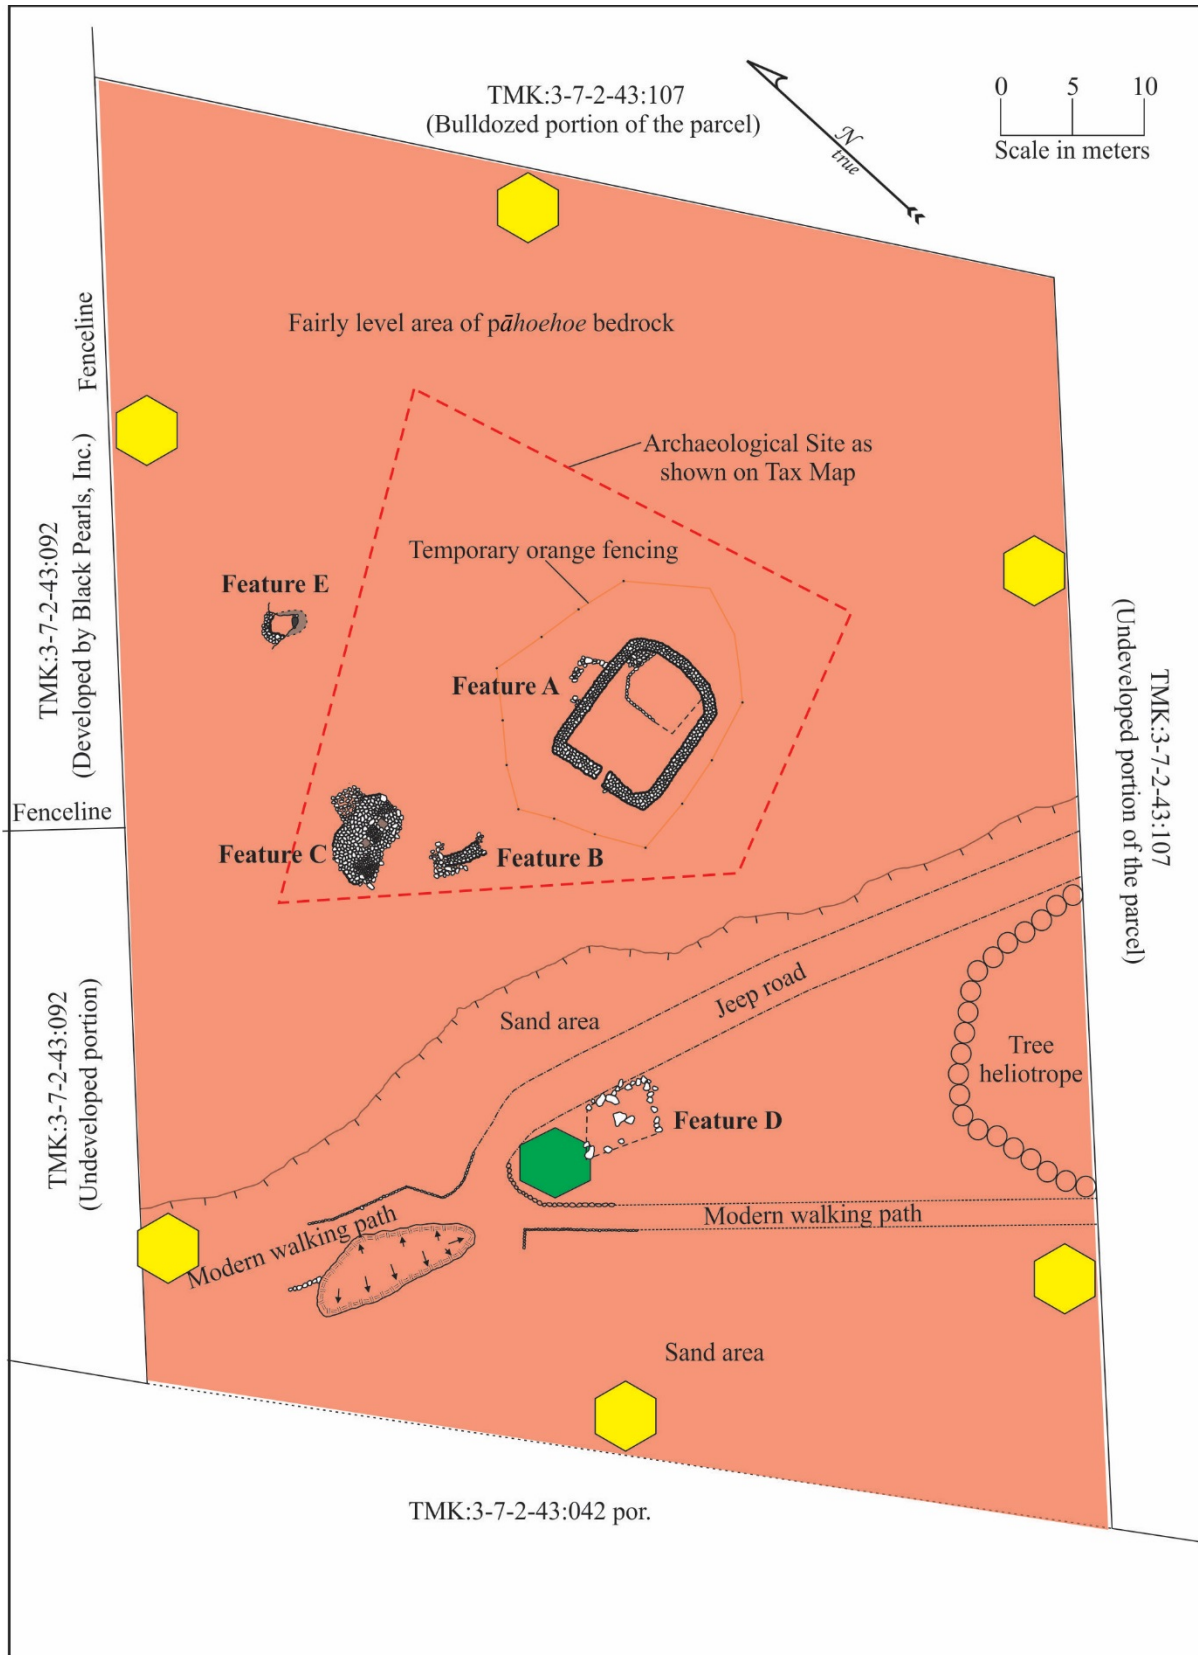 TMK:3-7-2-43:107
(Bulldozed portion of the parcel)
N
true
0 5 10
Scale in meters
Fairly level area of pāhoehoe bedrock
Fenceline
Archaeological Site as
shown on Tax Map
TMK:3-7-2-43:092
(Developed by Black Pearls, Inc.)
Temporary orange fencing
Feature E
Feature A
TMK:3-7-2-43:107
(Undeveloped portion of the parcel)
Fenceline
Feature C
Feature B
TMK:3-7-2-43:092
(Undeveloped portion)
Jeep road
Sand area
Tree
heliotrope
Feature D
Modern walking path
Modern walking path
Sand area
TMK:3-7-2-43:042 por.